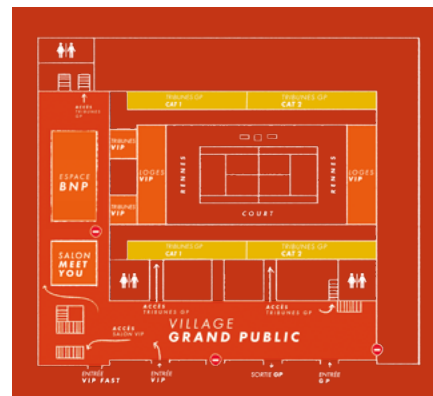 TRIBUNES GP
CAT 1
TRIBUNES GP
CAT 2
ACCÈS
TRIBUNES GP
TRIBUNES
VIP
LOGES
VIP
RENNES
RENNES
LOGES
VIP
ESPACE
BNP
TRIBUNES
VIP
COURT
SALON
MEET
YOU
TRIBUNES GP
CAT 1
TRIBUNES GP
CAT 2
ACCÈS
TRIBUNES GP
ACCÈS
TRIBUNES GP
ACCÈS
SALON VIP
VILLAGE
GRAND PUBLIC
ENTRÉE
VIP FAST
ENTRÉE
VIP
SORTIE GP
ENTRÉE
GP